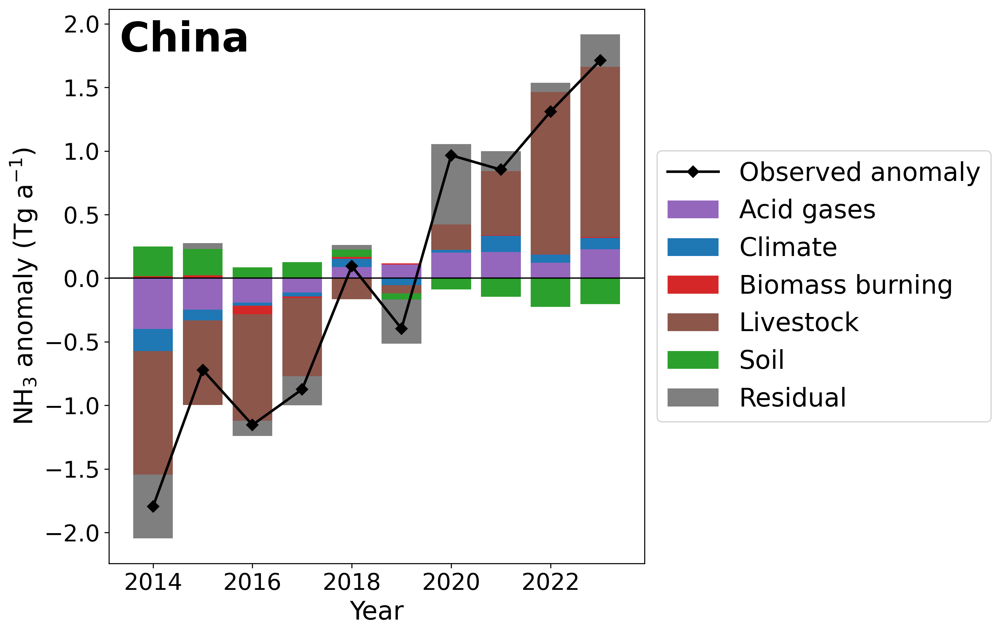 China
NH₃ anomaly (Tg a⁻¹)
2.0
1.5
1.0
0.5
0.0
−0.5
−1.0
−1.5
−2.0
2014
2016
2018
2020
2022
Year
Observed anomaly
Acid gases
Climate
Biomass burning
Livestock
Soil
Residual